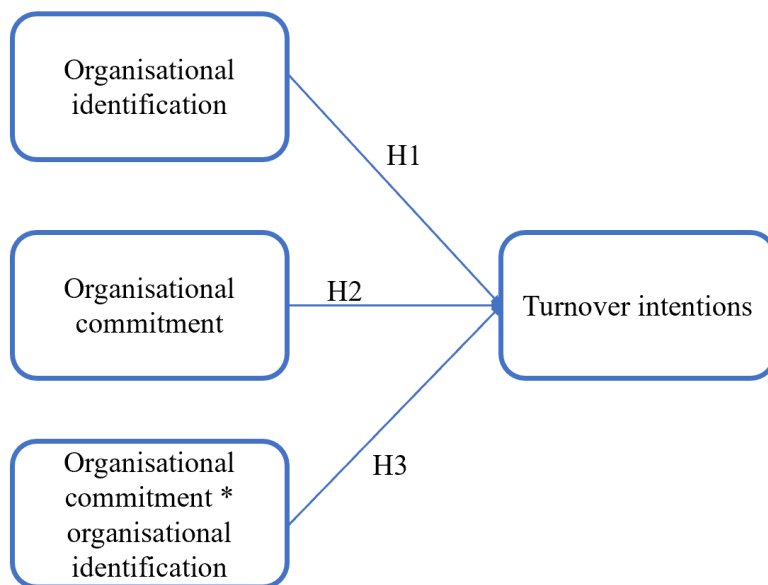 Organisational
identification
H1
Organisational
commitment
H2
Turnover intentions
Organisational
commitment *
organisational
identification
H3